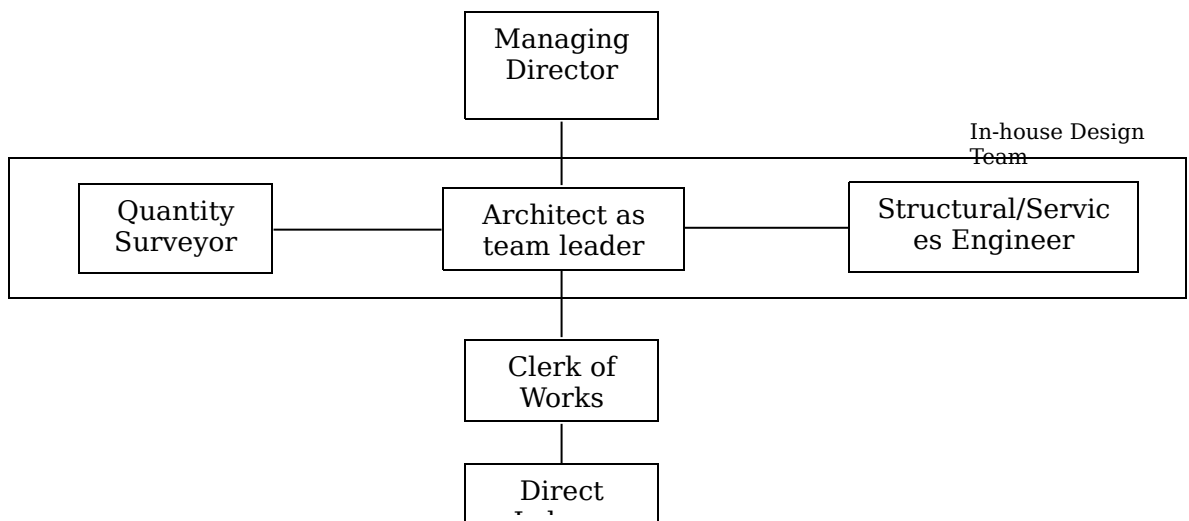 Managing
Director
In-house Design
Team
Quantity
Surveyor
Architect as
team leader
Structural/Servic
es Engineer
Clerk of
Works
Direct